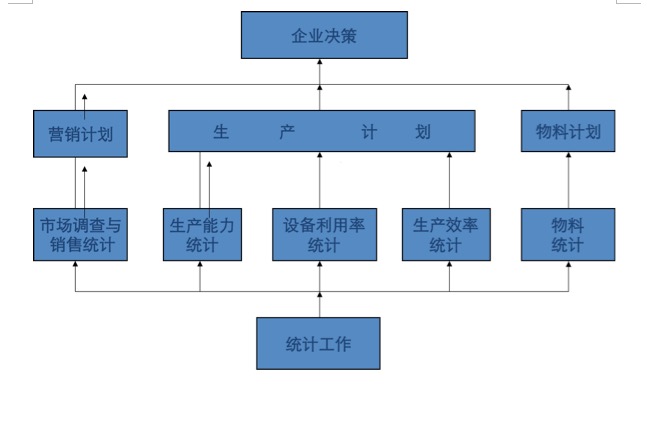 企业决策
营销计划
生 产 计 划
物料计划
市场调查与
销售统计
生产能力
统计
设备利用率
统计
生产效率
统计
物料
统计
统计工作